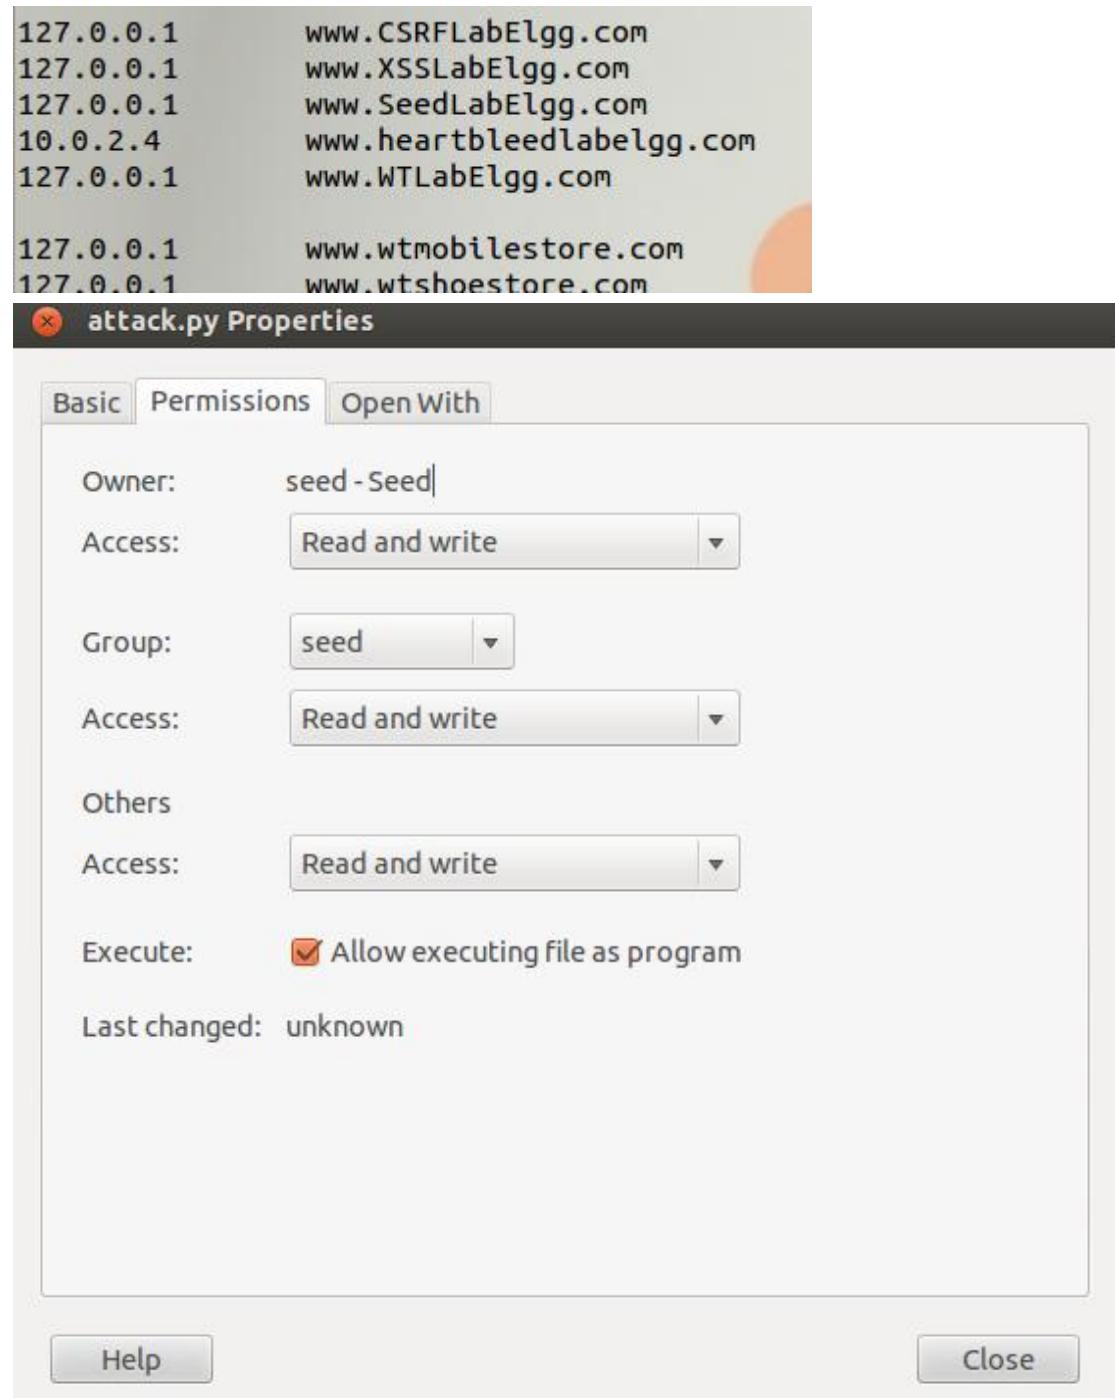 127.0.0.1 www.CSRFLabElgg.com
127.0.0.1 www.XSSLabElgg.com
127.0.0.1 www.SeedLabElgg.com
10.0.2.4 www.heartbleedlabelgg.com
127.0.0.1 www.WTLabElgg.com
127.0.0.1 www.wtmobilestore.com
127.0.0.1 www.wtshoestore.com
attack.py Properties
Basic Permissions Open With
Owner: seed - Seed
Access: Read and write
Group: seed
Access: Read and write
Others
Access: Read and write
Execute: Allow executing file as program
Last changed: unknown
Help Close